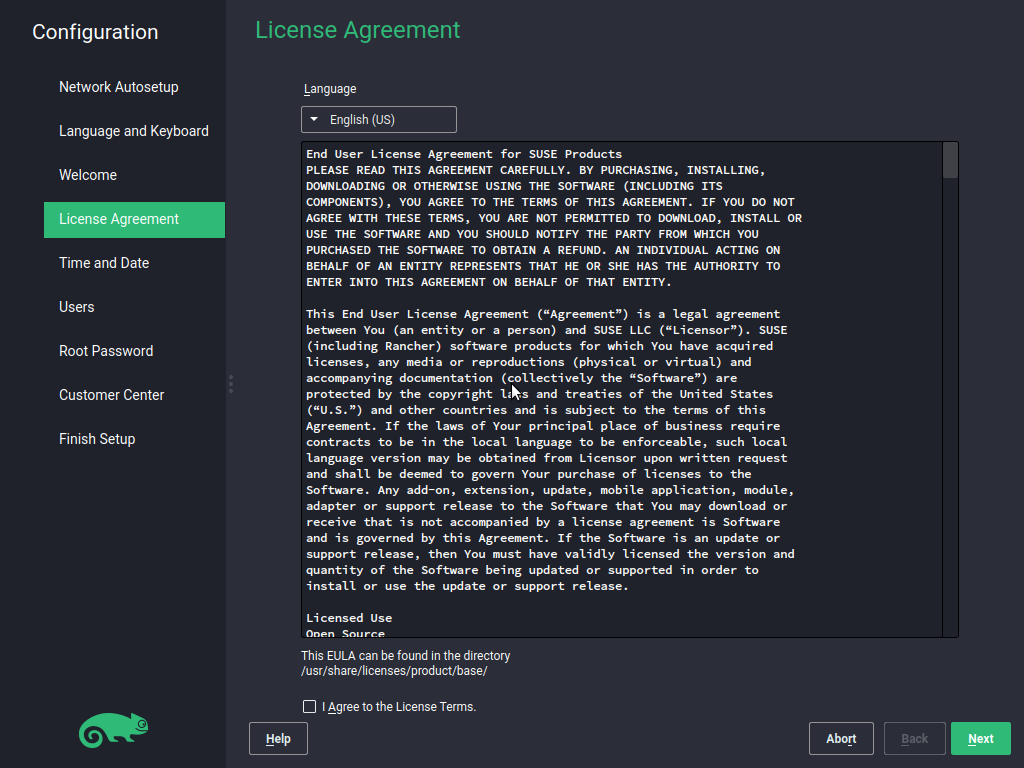 Configuration
Network Autosetup
Language and Keyboard
Welcome
License Agreement
Time and Date
Users
Root Password
Customer Center
Finish Setup
License Agreement
Language
English (US)
End User License Agreement for SUSE Products
PLEASE READ THIS AGREEMENT CAREFULLY. BY PURCHASING, INSTALLING,
DOWNLOADING OR OTHERWISE USING THE SOFTWARE (INCLUDING ITS
COMPONENTS), YOU AGREE TO THE TERMS OF THIS AGREEMENT. IF YOU DO NOT
AGREE WITH THESE TERMS, YOU ARE NOT PERMITTED TO DOWNLOAD, INSTALL OR
USE THE SOFTWARE AND YOU SHOULD NOTIFY THE PARTY FROM WHICH YOU
PURCHASED THE SOFTWARE TO OBTAIN A REFUND. AN INDIVIDUAL ACTING ON
BEHALF OF AN ENTITY REPRESENTS THAT HE OR SHE HAS THE AUTHORITY TO
ENTER INTO THIS AGREEMENT ON BEHALF OF THAT ENTITY.
This End User License Agreement (“Agreement”) is a legal agreement
between You (an entity or a person) and SUSE LLC (“Licensor”). SUSE
(including Rancher) software products for which You have acquired
licenses, any media or reproductions (physical or virtual) and
accompanying documentation (collectively the “Software”) are
protected by the copyright laws and treaties of the United States
(“U.S.”) and other countries and is subject to the terms of this
Agreement. If the laws of Your principal place of business require
contracts to be in the local language to be enforceable, such local
language version may be obtained from Licensor upon written request
and shall be deemed to govern Your purchase of licenses to the
Software. Any add-on, extension, update, mobile application, module,
adapter or support release to the Software that You may download or
receive that is not accompanied by a license agreement is Software
and is governed by this Agreement. If the Software is an update or
support release, then You must have validly licensed the version and
quantity of the Software being updated or supported in order to
install or use the update or support release.
Licensed Use
Open Source
This EULA can be found in the directory
/usr/share/licenses/product/base/
I Agree to the License Terms.
Help
Abort
Back
Next